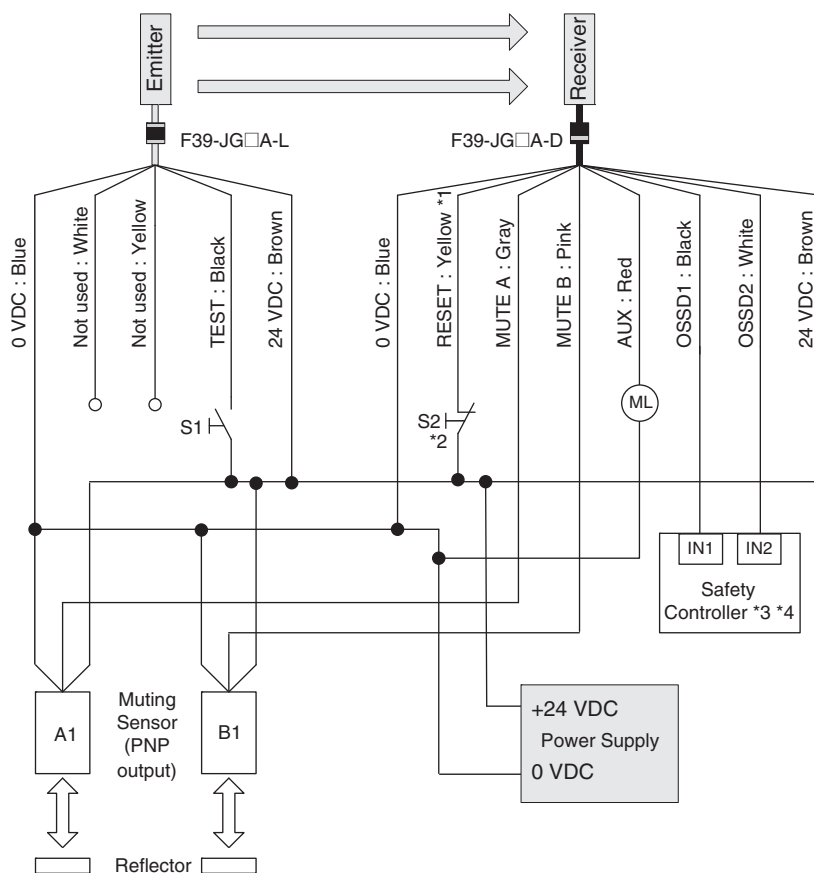 Emitter
Receiver
F39-JG□A-L
F39-JG□A-D
0 VDC : Blue
Not used : White
Not used : Yellow
TEST : Black
24 VDC : Brown
0 VDC : Blue
RESET : Yellow *1
MUTE A : Gray
MUTE B : Pink
AUX : Red
OSSD1 : Black
OSSD2 : White
24 VDC : Brown
S1
S2
*2
ML
IN1
IN2
Safety
Controller *3 *4
A1
Muting
Sensor
(PNP
output)
B1
+24 VDC
Power Supply
0 VDC
Reflector